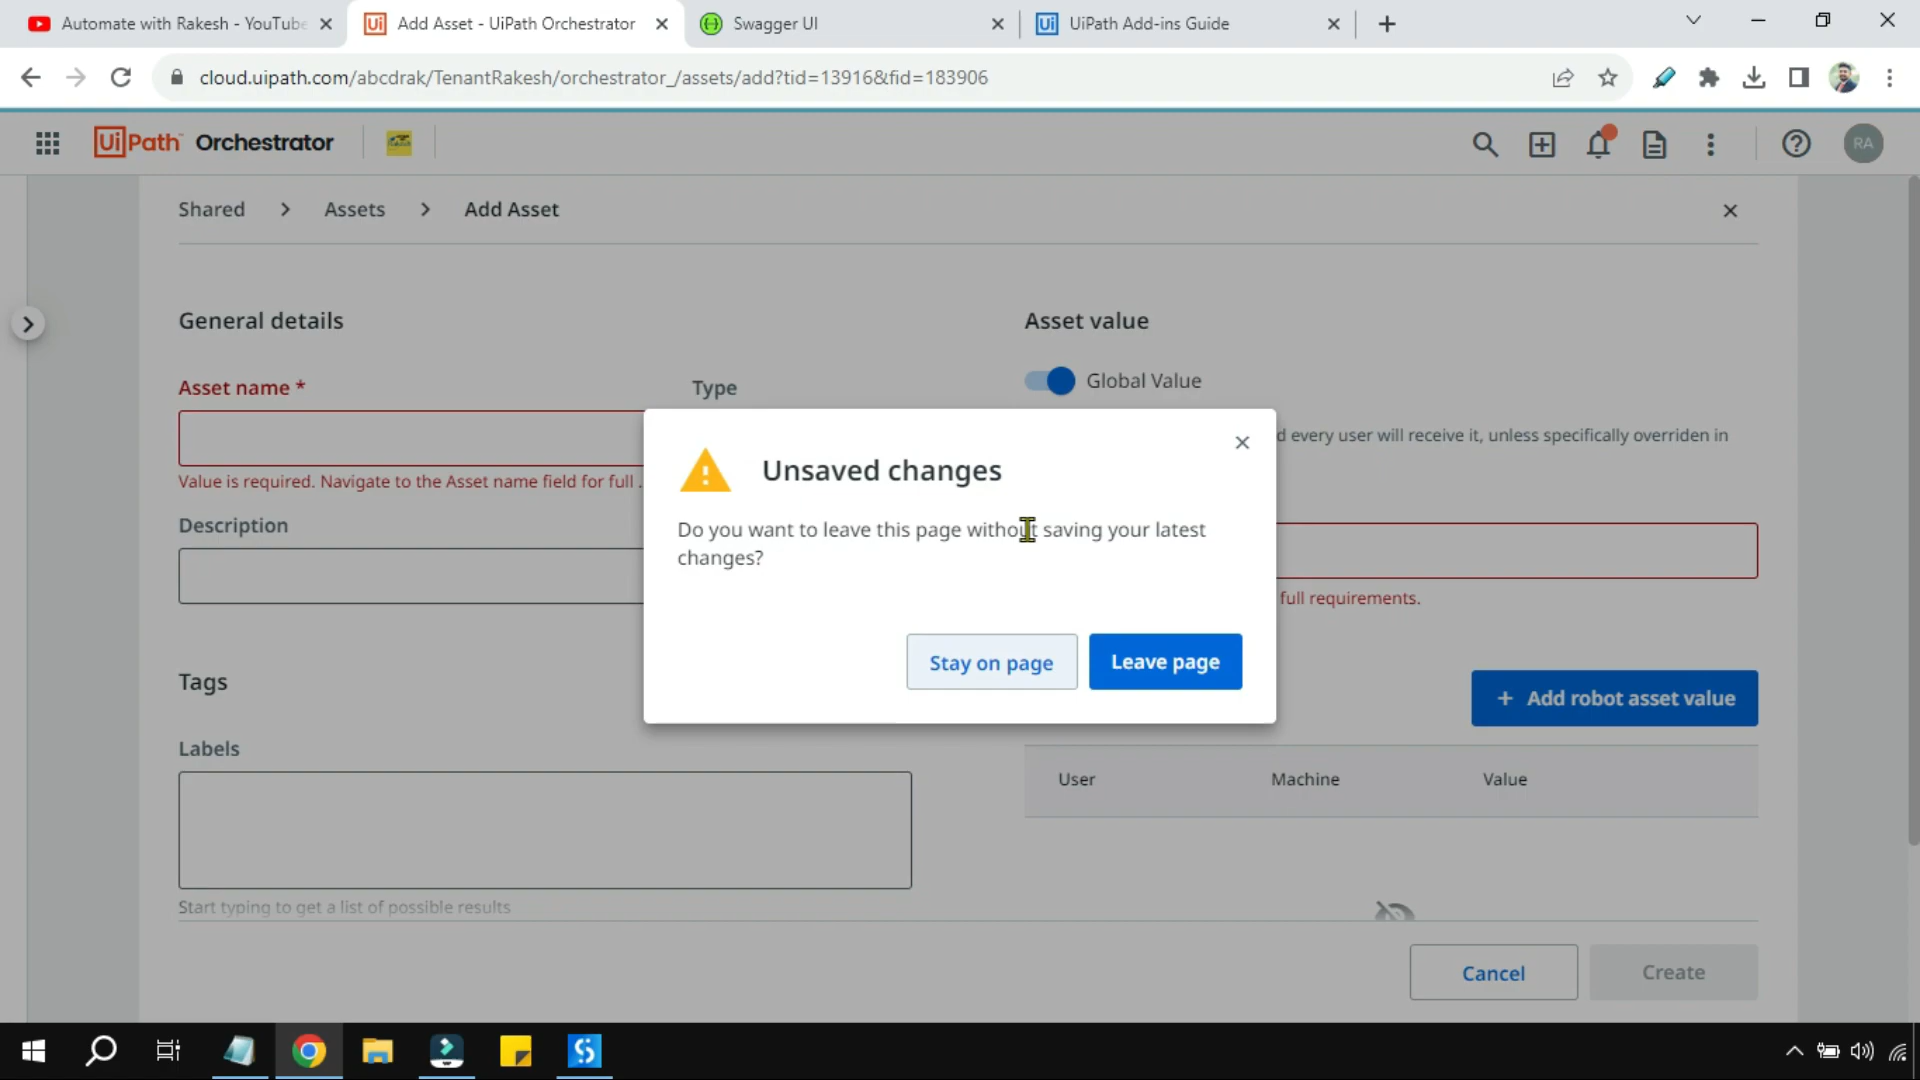 Automate with Rakesh - YouTube
Add Asset - UiPath Orchestrator
Swagger UI
UiPath Add-ins Guide
cloud.uipath.com/abcdrak/TenantRakesh/orchestrator_/assets/add?tid=13916&fid=183906
UiPath Orchestrator
RA
Shared > Assets > Add Asset
General details
Asset value
Asset name *
Type
Global Value
d every user will receive it, unless specifically overriden in
Value is required. Navigate to the Asset name field for full .
Description
full requirements.
Unsaved changes
Do you want to leave this page without saving your latest
changes?
Stay on page
Leave page
Tags
+ Add robot asset value
Labels
User
Machine
Value
Start typing to get a list of possible results
Cancel
Create